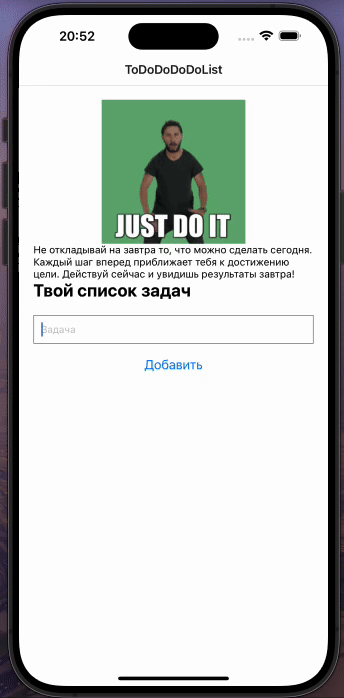 20:52
ToDoDoDoDoList
JUST DO IT
Не откладывай на завтра то, что можно сделать сегодня.
Каждый шаг вперед приближает тебя к достижению
цели. Действуй сейчас и увидишь результаты завтра!
Твой список задач
Задача
Добавить